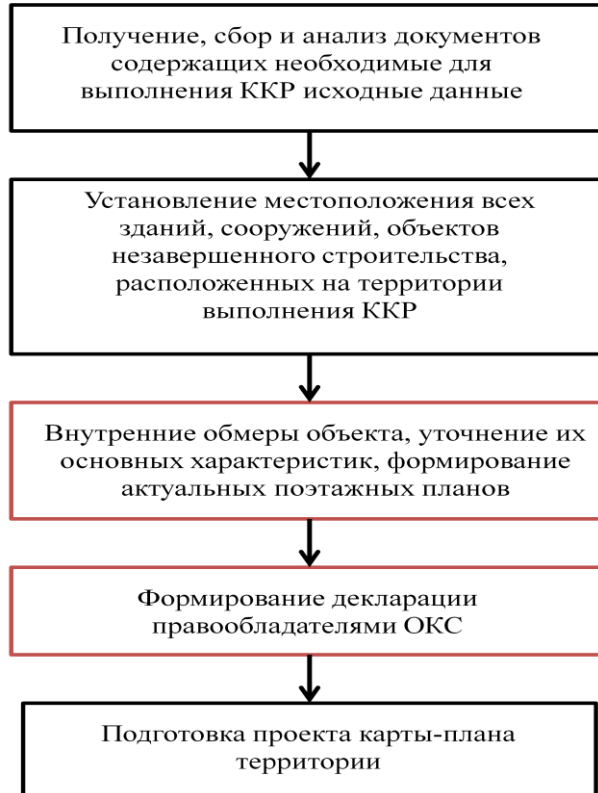 Получение, сбор и анализ документов
содержащих необходимые для
выполнения ККР исходные данные
Установление местоположения всех
зданий, сооружений, объектов
незавершенного строительства,
расположенных на территории
выполнения ККР
Внутренние обмеры объекта, уточнение их
основных характеристик, формирование
актуальных поэтажных планов
Формирование декларации
правообладателями ОКС
Подготовка проекта карты-плана
территории